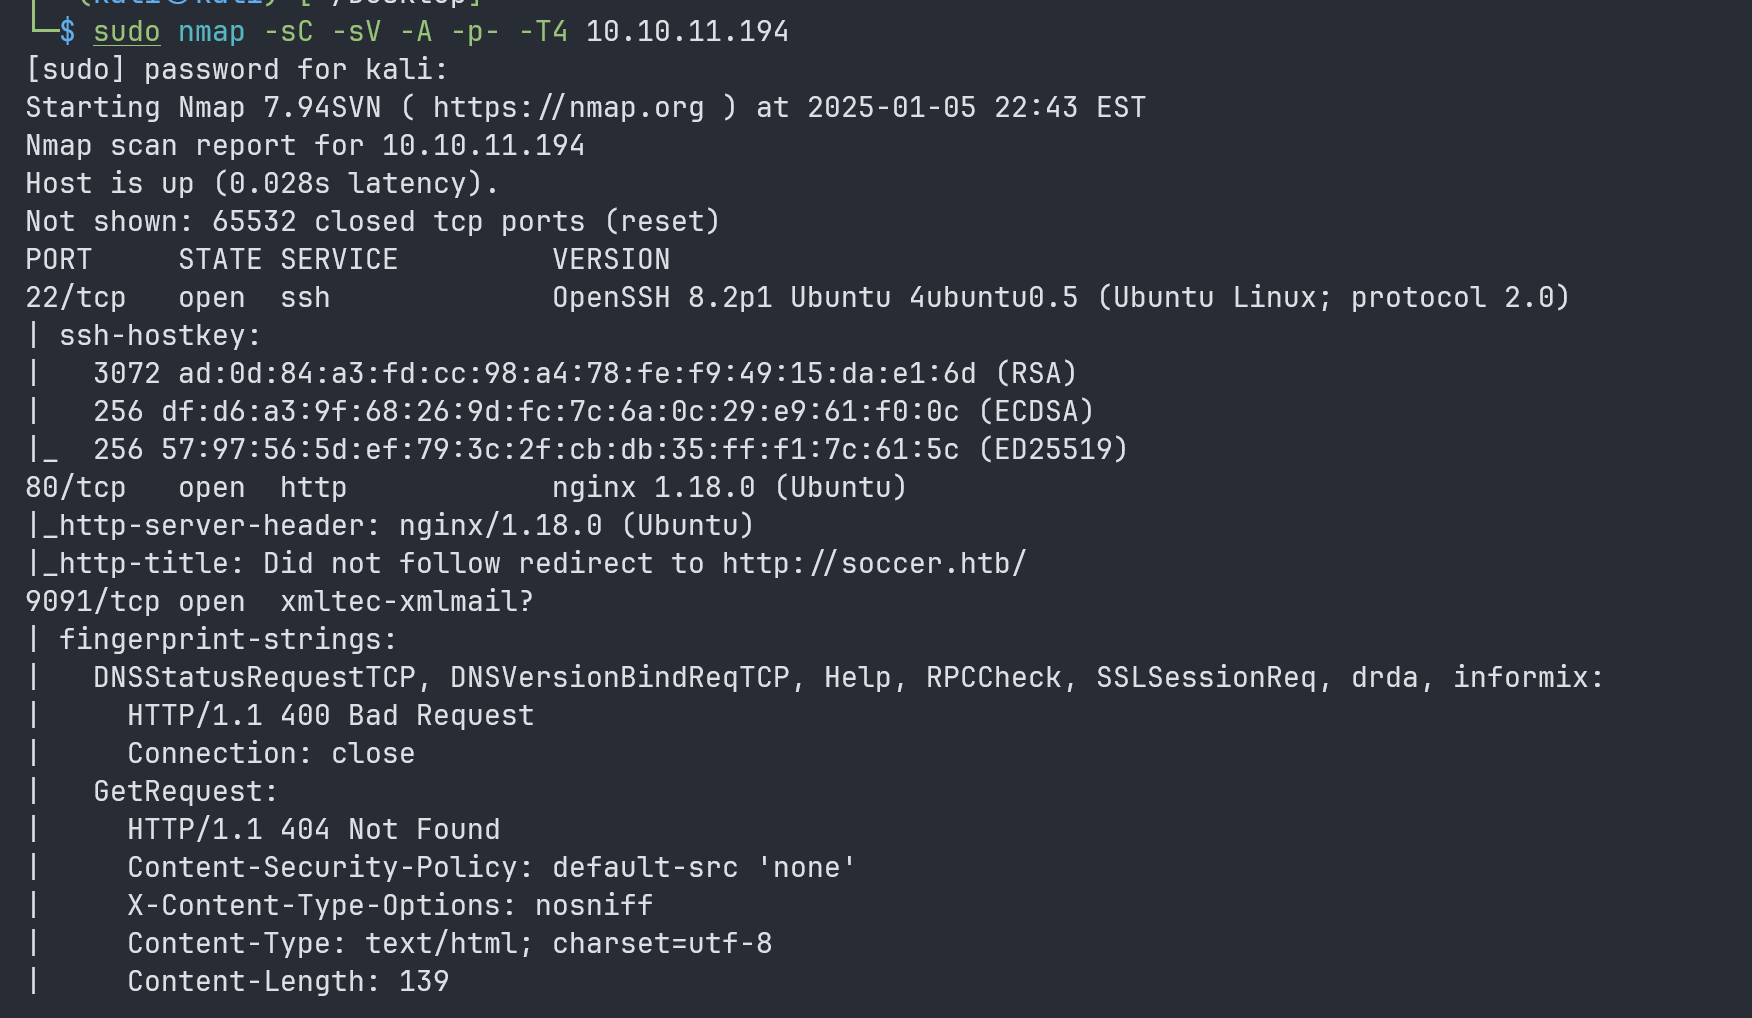 └─$ sudo nmap -sC -sV -A -p- -T4 10.10.11.194
[sudo] password for kali:
Starting Nmap 7.94SVN ( https://nmap.org ) at 2025-01-05 22:43 EST
Nmap scan report for 10.10.11.194
Host is up (0.028s latency).
Not shown: 65532 closed tcp ports (reset)
PORT     STATE SERVICE         VERSION
22/tcp   open  ssh             OpenSSH 8.2p1 Ubuntu 4ubuntu0.5 (Ubuntu Linux; protocol 2.0)
| ssh-hostkey:
|   3072 ad:0d:84:a3:fd:cc:98:a4:78:fe:f9:49:15:da:e1:6d (RSA)
|   256 df:d6:a3:9f:68:26:9d:fc:7c:6a:0c:29:e9:61:f0:0c (ECDSA)
|_  256 57:97:56:5d:ef:79:3c:2f:cb:db:35:ff:f1:7c:61:5c (ED25519)
80/tcp   open  http            nginx 1.18.0 (Ubuntu)
|_http-server-header: nginx/1.18.0 (Ubuntu)
|_http-title: Did not follow redirect to http://soccer.htb/
9091/tcp open  xmltec-xmlmail?
| fingerprint-strings:
|   DNSStatusRequestTCP, DNSVersionBindReqTCP, Help, RPCCheck, SSLSessionReq, drda, informix:
|     HTTP/1.1 400 Bad Request
|     Connection: close
|   GetRequest:
|     HTTP/1.1 404 Not Found
|     Content-Security-Policy: default-src 'none'
|     X-Content-Type-Options: nosniff
|     Content-Type: text/html; charset=utf-8
|     Content-Length: 139